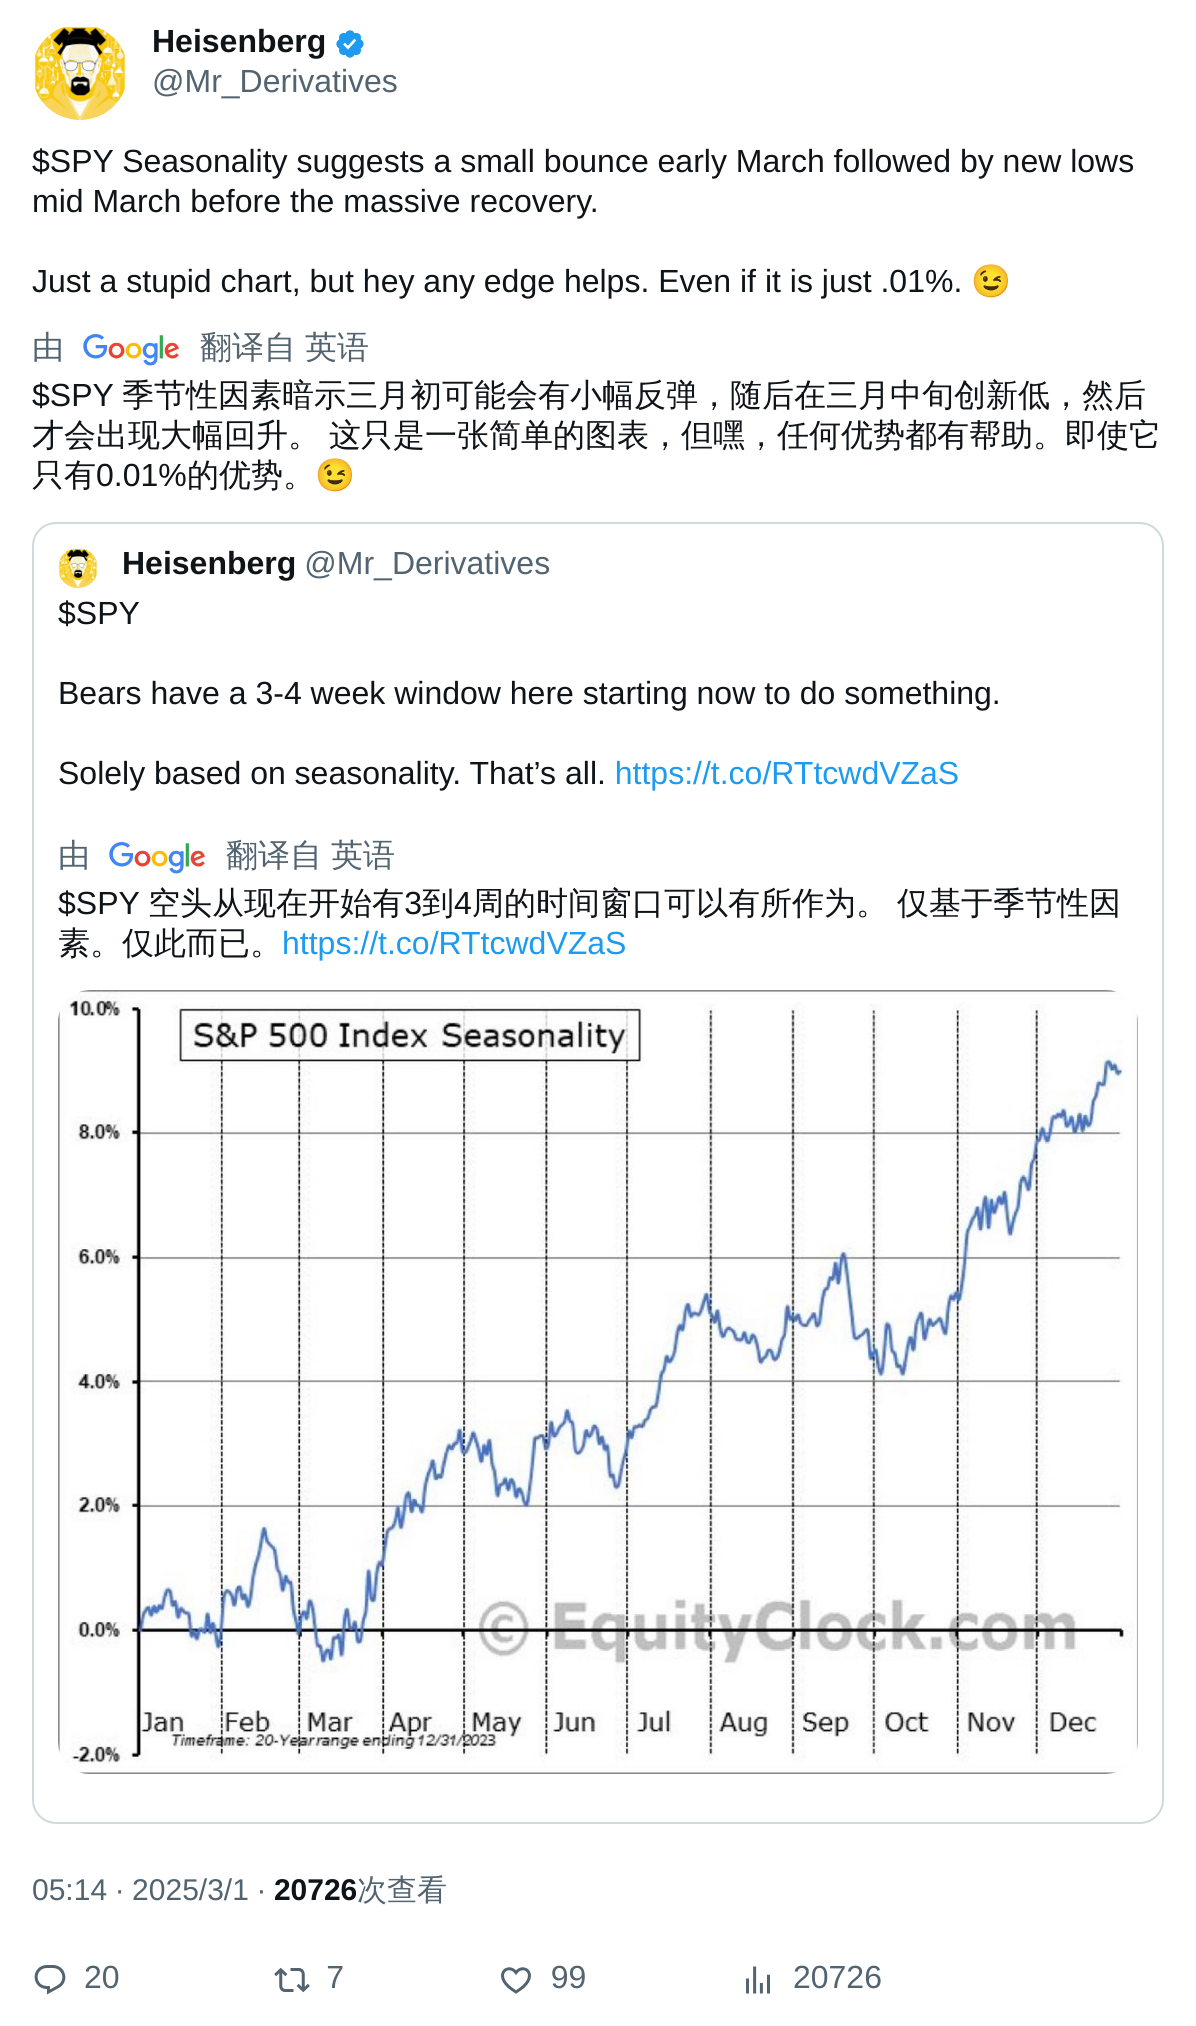 Heisenberg
@Mr_Derivatives
$SPY Seasonality suggests a small bounce early March followed by new lows
mid March before the massive recovery.
Just a stupid chart, but hey any edge helps. Even if it is just .01%. 😉
由 Google 翻译自 英语
$SPY 季节性因素暗示三月初可能会有小幅反弹，随后在三月中旬创新低，然后
才会出现大幅回升。 这只是一张简单的图表，但嘿，任何优势都有帮助。即使它
只有0.01%的优势。😉
Heisenberg @Mr_Derivatives
$SPY
Bears have a 3-4 week window here starting now to do something.
Solely based on seasonality. That’s all. https://t.co/RTtcwdVZaS
由 Google 翻译自 英语
$SPY 空头从现在开始有3到4周的时间窗口可以有所作为。 仅基于季节性因
素。仅此而已。https://t.co/RTtcwdVZaS
10.0%
S&P 500 Index Seasonality
8.0%
6.0%
4.0%
2.0%
0.0%
© EquityClock.com
Jan Feb Mar Apr May Jun Jul Aug Sep Oct Nov Dec
Timeframe: 20-Year range ending 12/31/2023
-2.0%
05:14 · 2025/3/1 · 20726次查看
20 7 99 20726